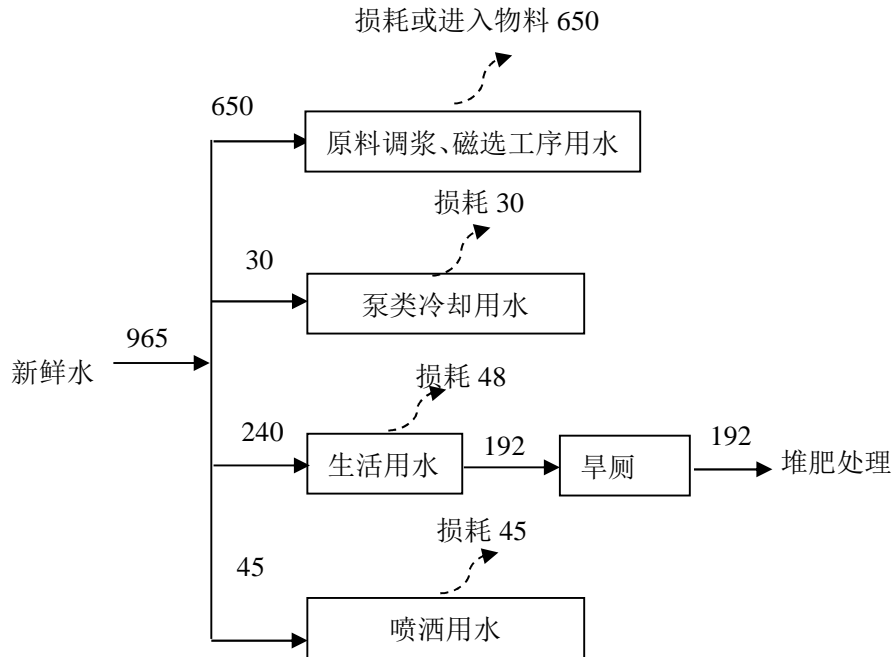 损耗或进入物料 650
650
原料调浆、磁选工序用水
损耗 30
30
泵类冷却用水
965
新鲜水
损耗 48
240
生活用水
192
旱厕
192
堆肥处理
损耗 45
45
喷洒用水